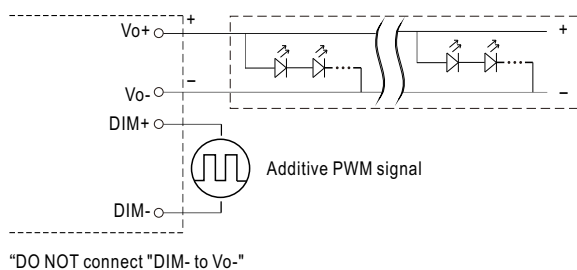 Vo+
+
+
Vo-
−
−
DIM+
Additive PWM signal
DIM-
“DO NOT connect "DIM- to Vo-"